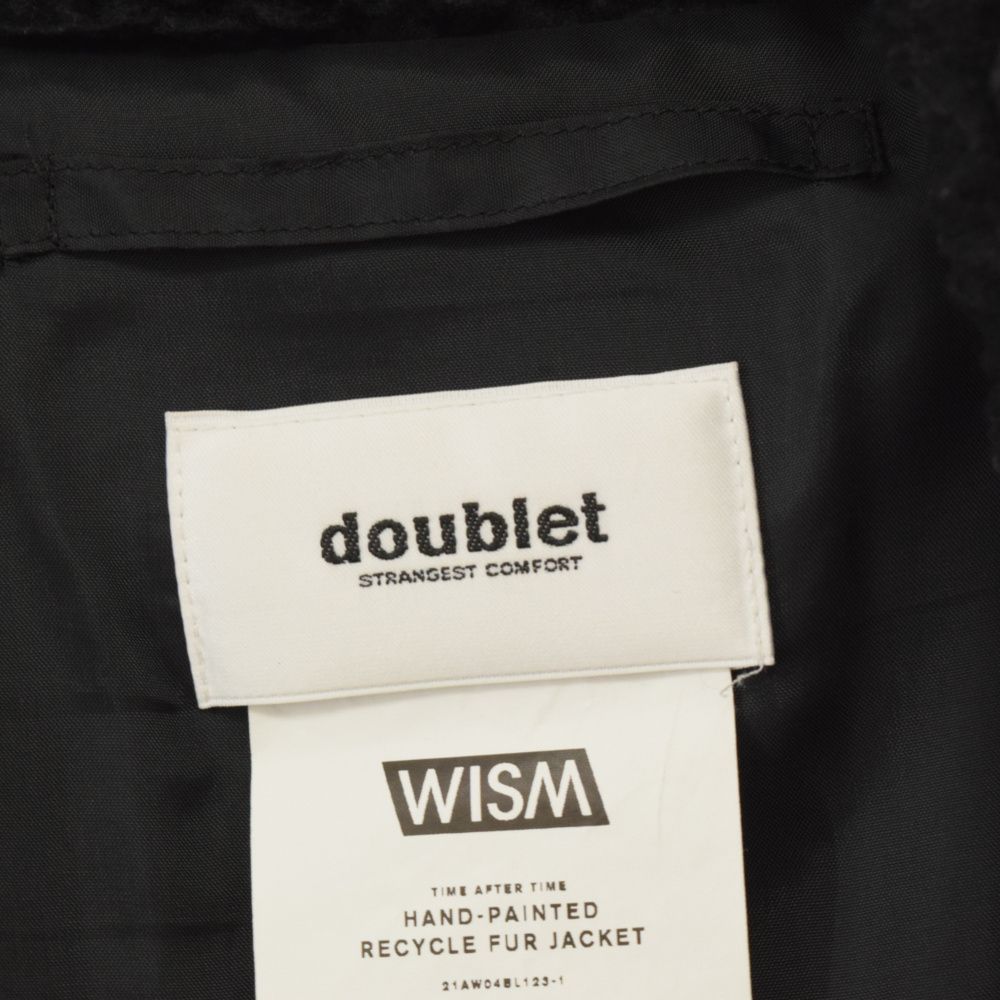 doublet
STRANGEST COMFORT
WISM
TIME AFTER TIME
HAND-PAINTED
RECYCLE FUR JACKET
21AW04BL123-1